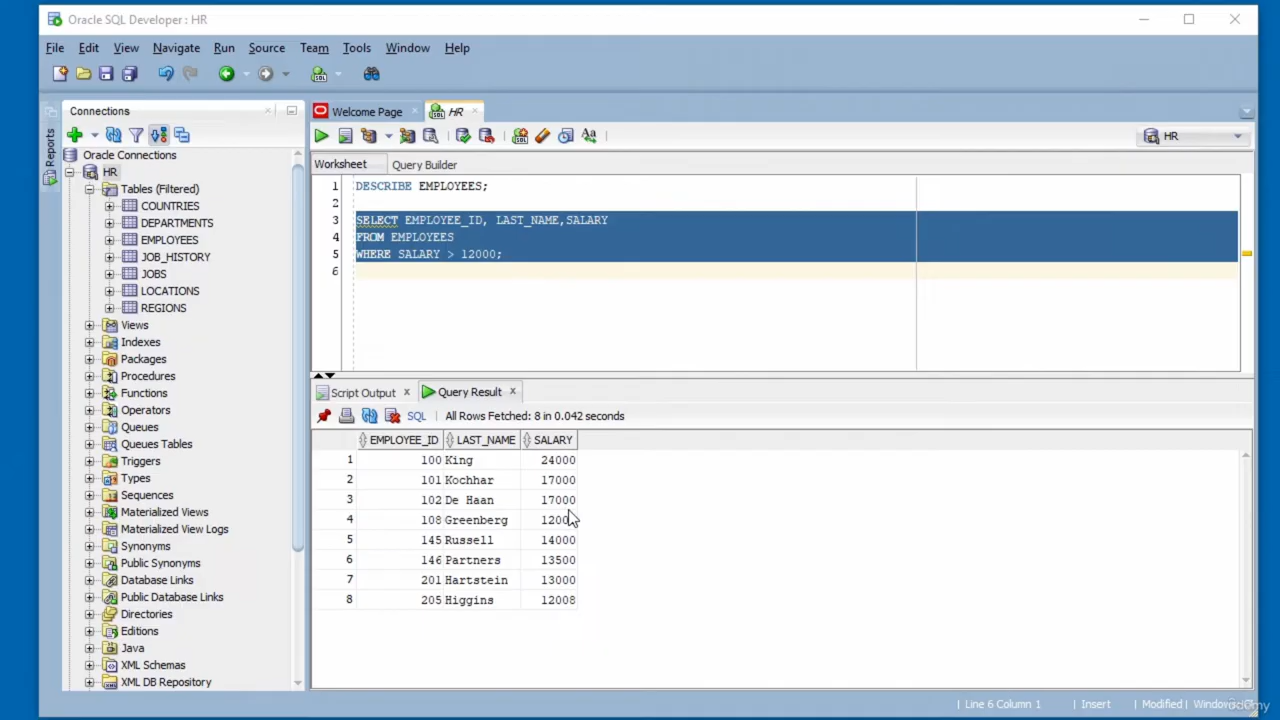 Oracle SQL Developer : HR
File Edit View Navigate Run Source Team Tools Window Help
Connections
Welcome Page
HR
Reports
HR
Worksheet Query Builder
Oracle Connections
HR
Tables (Filtered)
COUNTRIES
DEPARTMENTS
EMPLOYEES
JOB_HISTORY
JOBS
LOCATIONS
REGIONS
Views
Indexes
Packages
Procedures
Functions
Operators
Queues
Queues Tables
Triggers
Types
Sequences
Materialized Views
Materialized View Logs
Synonyms
Public Synonyms
Database Links
Public Database Links
Directories
Editions
Java
XML Schemas
XML DB Repository
1 DESCRIBE EMPLOYEES;
2
3 SELECT EMPLOYEE_ID, LAST_NAME,SALARY
4 FROM EMPLOYEES
5 WHERE SALARY > 12000;
6
Script Output Query Result
SQL All Rows Fetched: 8 in 0.042 seconds
EMPLOYEE_ID LAST_NAME SALARY
1 100 King 24000
2 101 Kochhar 17000
3 102 De Haan 17000
4 108 Greenberg
5 145 Russell 14000
6 146 Partners 13500
7 201 Hartstein 13000
8 205 Higgins 12008
Line 6 Column 1 Insert Modified